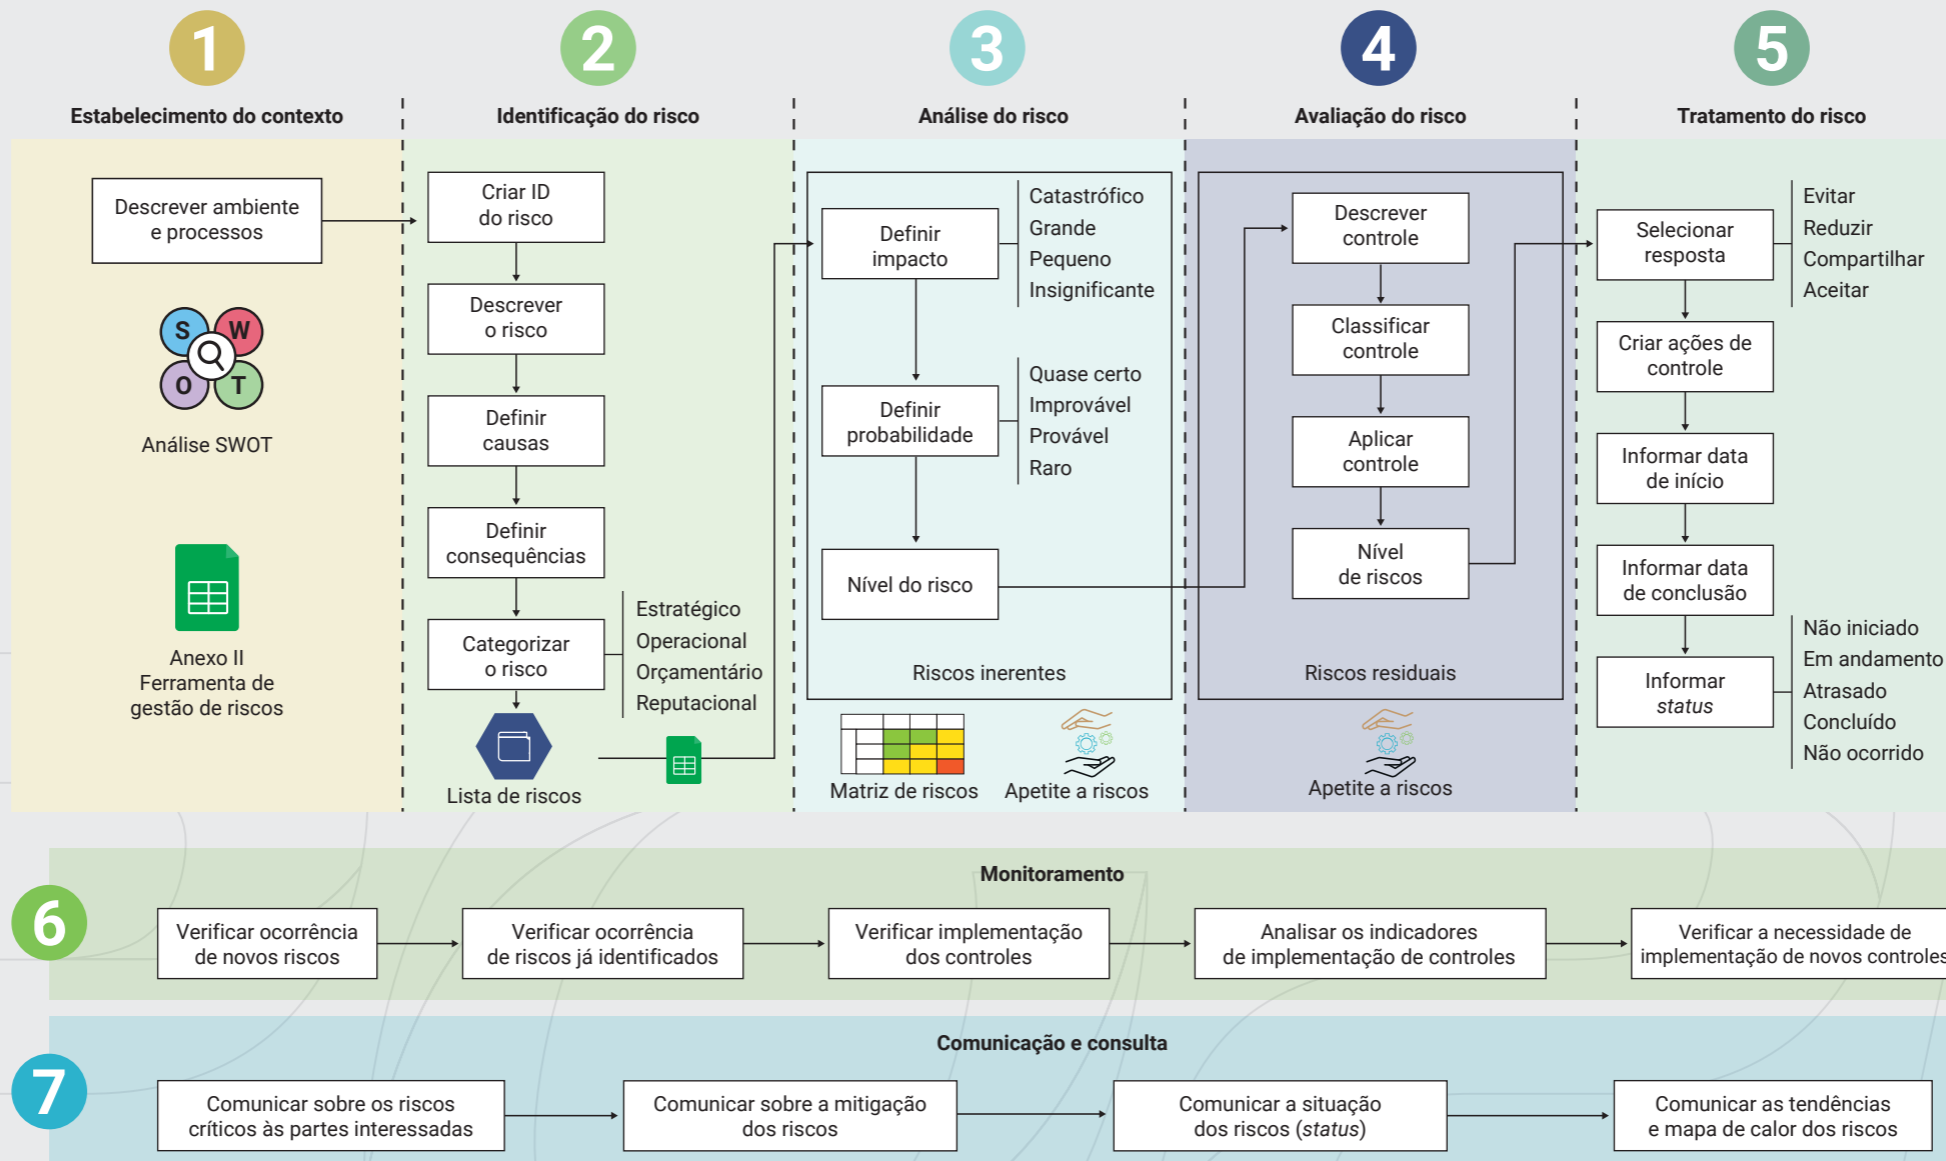 1
Estabelecimento do contexto
Descrever ambiente
e processos
S
W
O
T
Análise SWOT
Anexo II
Ferramenta de
gestão de riscos
2
Identificação do risco
Criar ID
do risco
Descrever
o risco
Definir
causas
Definir
consequências
Categorizar
o risco
Estratégico
Operacional
Orçamentário
Reputacional
Lista de riscos
3
Análise do risco
Definir
impacto
Catastrófico
Grande
Pequeno
Insignificante
Definir
probabilidade
Quase certo
Improvável
Provável
Raro
Nível do risco
Riscos inerentes
Matriz de riscos
Apetite a riscos
4
Avaliação do risco
Descrever
controle
Classificar
controle
Aplicar
controle
Nível
de riscos
Riscos residuais
Apetite a riscos
5
Tratamento do risco
Selecionar
resposta
Evitar
Reduzir
Compartilhar
Aceitar
Criar ações de
controle
Informar data
de início
Informar data
de conclusão
Informar
status
Não iniciado
Em andamento
Atrasado
Concluído
Não ocorrido
6
Monitoramento
Verificar ocorrência
de novos riscos
Verificar ocorrência
de riscos já identificados
Verificar implementação
dos controles
Analisar os indicadores
de implementação de controles
Verificar a necessidade de
implementação de novos controles
7
Comunicação e consulta
Comunicar sobre os riscos
críticos às partes interessadas
Comunicar sobre a mitigação
dos riscos
Comunicar a situação
dos riscos (status)
Comunicar as tendências
e mapa de calor dos riscos